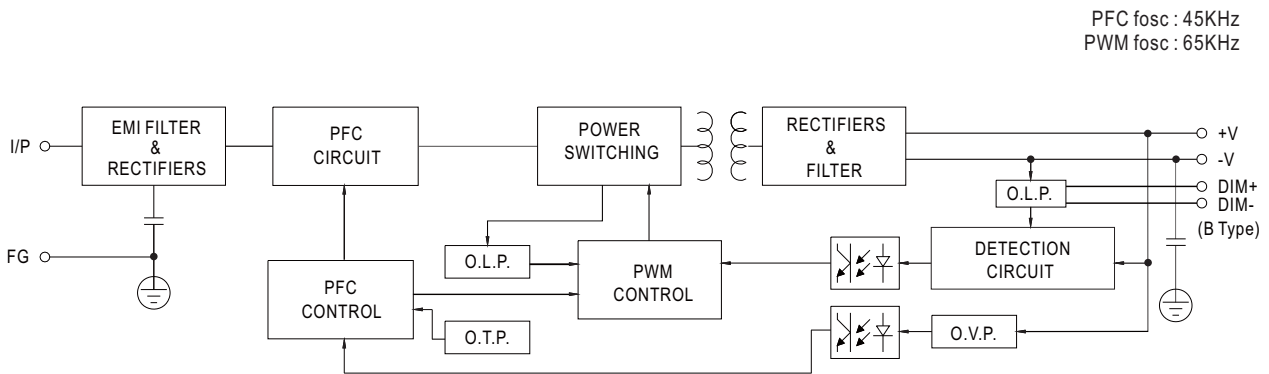 PFC fosc : 45KHz
PWM fosc : 65KHz
I/P
EMI FILTER
&
RECTIFIERS
PFC
CIRCUIT
POWER
SWITCHING
RECTIFIERS
&
FILTER
+V
-V
O.L.P.
DIM+
DIM-
(B Type)
FG
PFC
CONTROL
O.L.P.
O.T.P.
PWM
CONTROL
DETECTION
CIRCUIT
O.V.P.